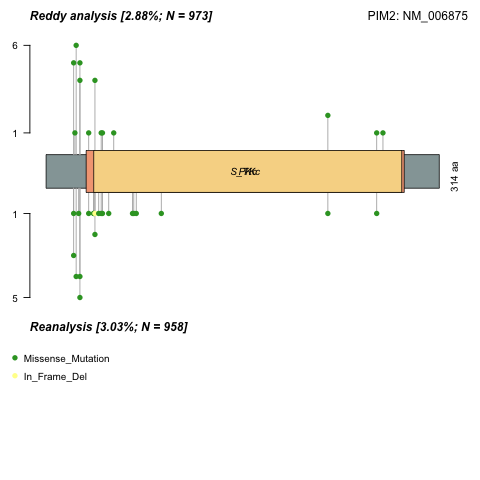 Reddy analysis [2.88%; N = 973]
PIM2: NM_006875
6
1
314 aa
1
5
Reanalysis [3.03%; N = 958]
Missense_Mutation
In_Frame_Del